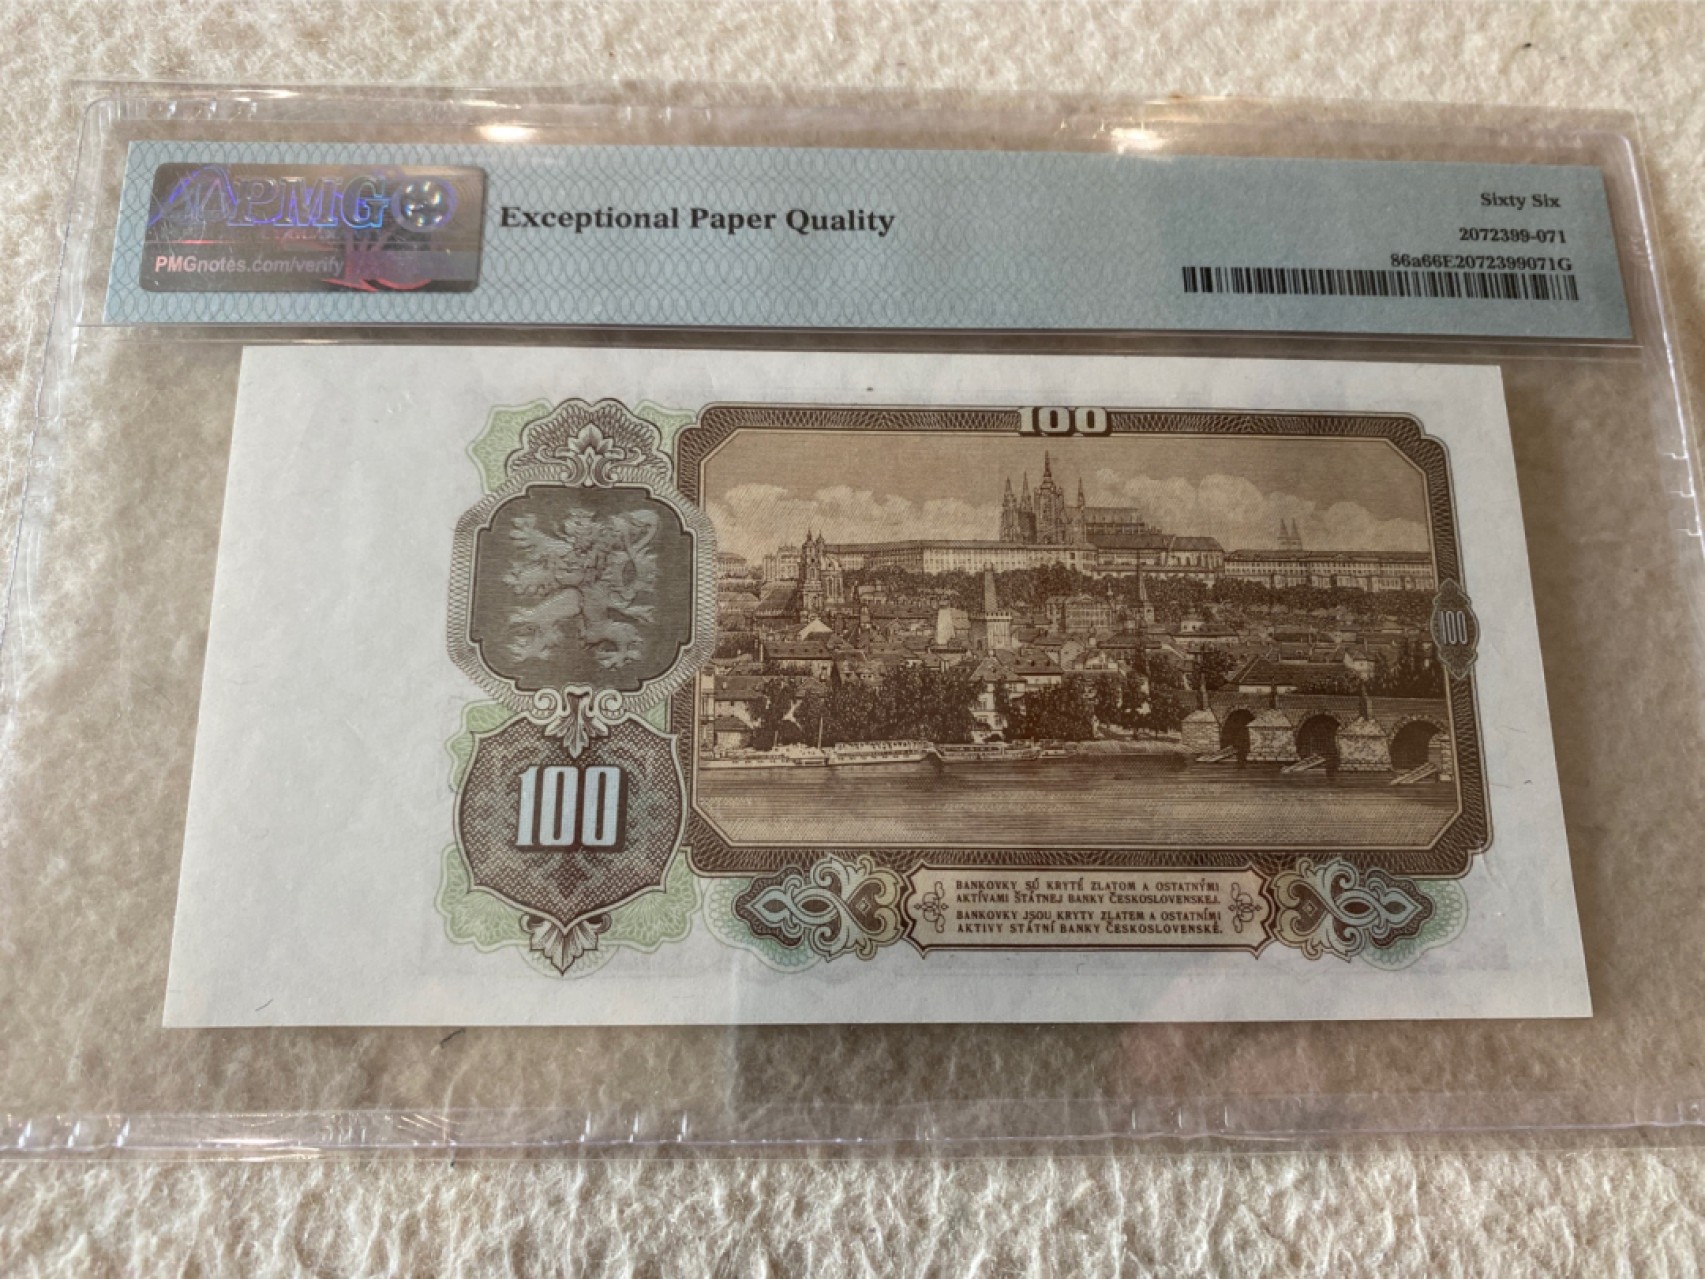 PMG
PMGnotes.com/verify
Exceptional Paper Quality
Sixty Six
2072399-071
86a66E2072399071G
100
100
100
BANKOVKY SÚ KRYTÉ ZLATOM A OSTATNÝMI
AKTÍVAMI ŠTÁTNEJ BANKY ČESKOSLOVENSKEJ.
BANKOVKY JSOU KRYTY ZLATEM A OSTATNÍMI
AKTIVY STÁTNÍ BANKY ČESKOSLOVENSKÉ.